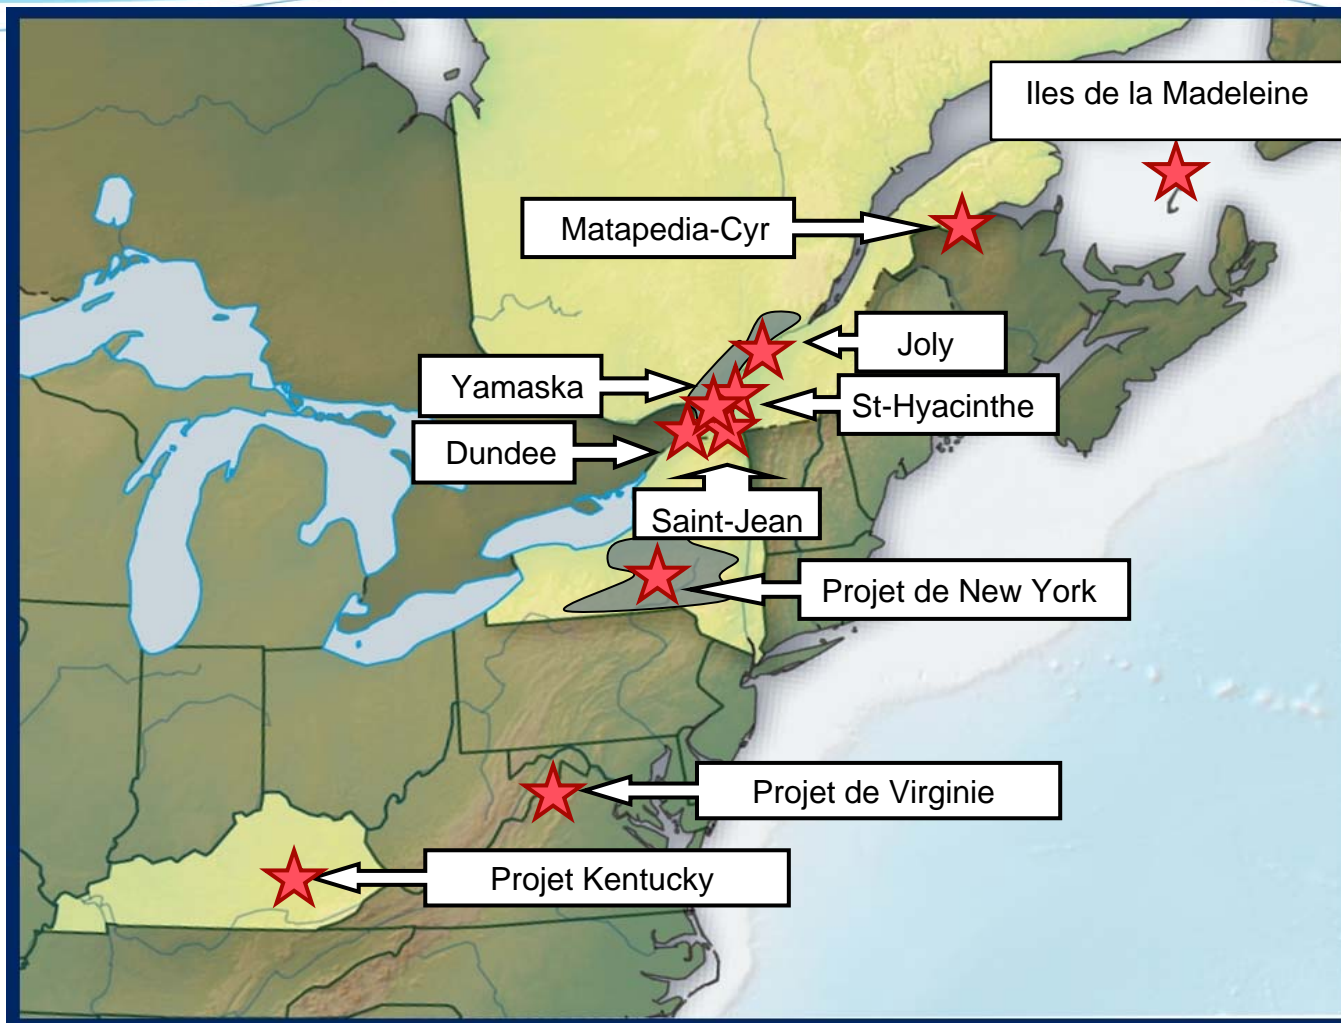 Iles de la Madeleine
Matapedia-Cyr
Joly
Yamaska
St-Hyacinthe
Dundee
Saint-Jean
Projet de New York
Projet de Virginie
Projet Kentucky